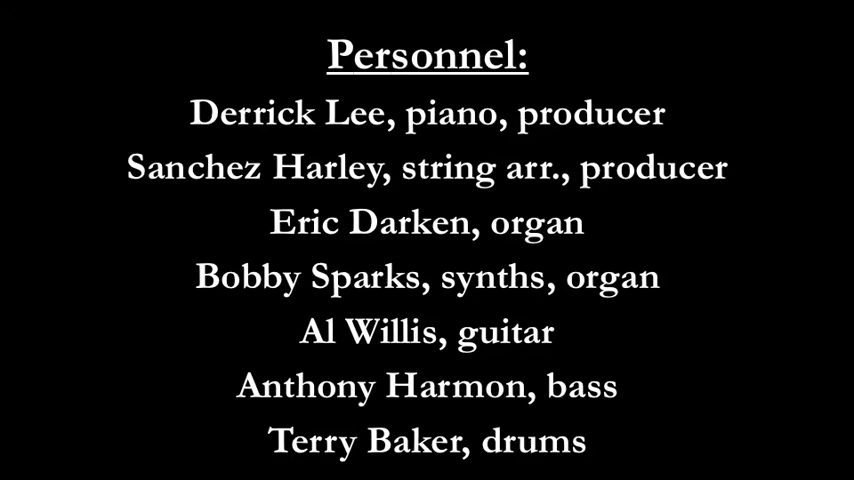 Personnel:
Derrick Lee, piano, producer
Sanchez Harley, string arr., producer
Eric Darken, organ
Bobby Sparks, synths, organ
Al Willis, guitar
Anthony Harmon, bass
Terry Baker, drums